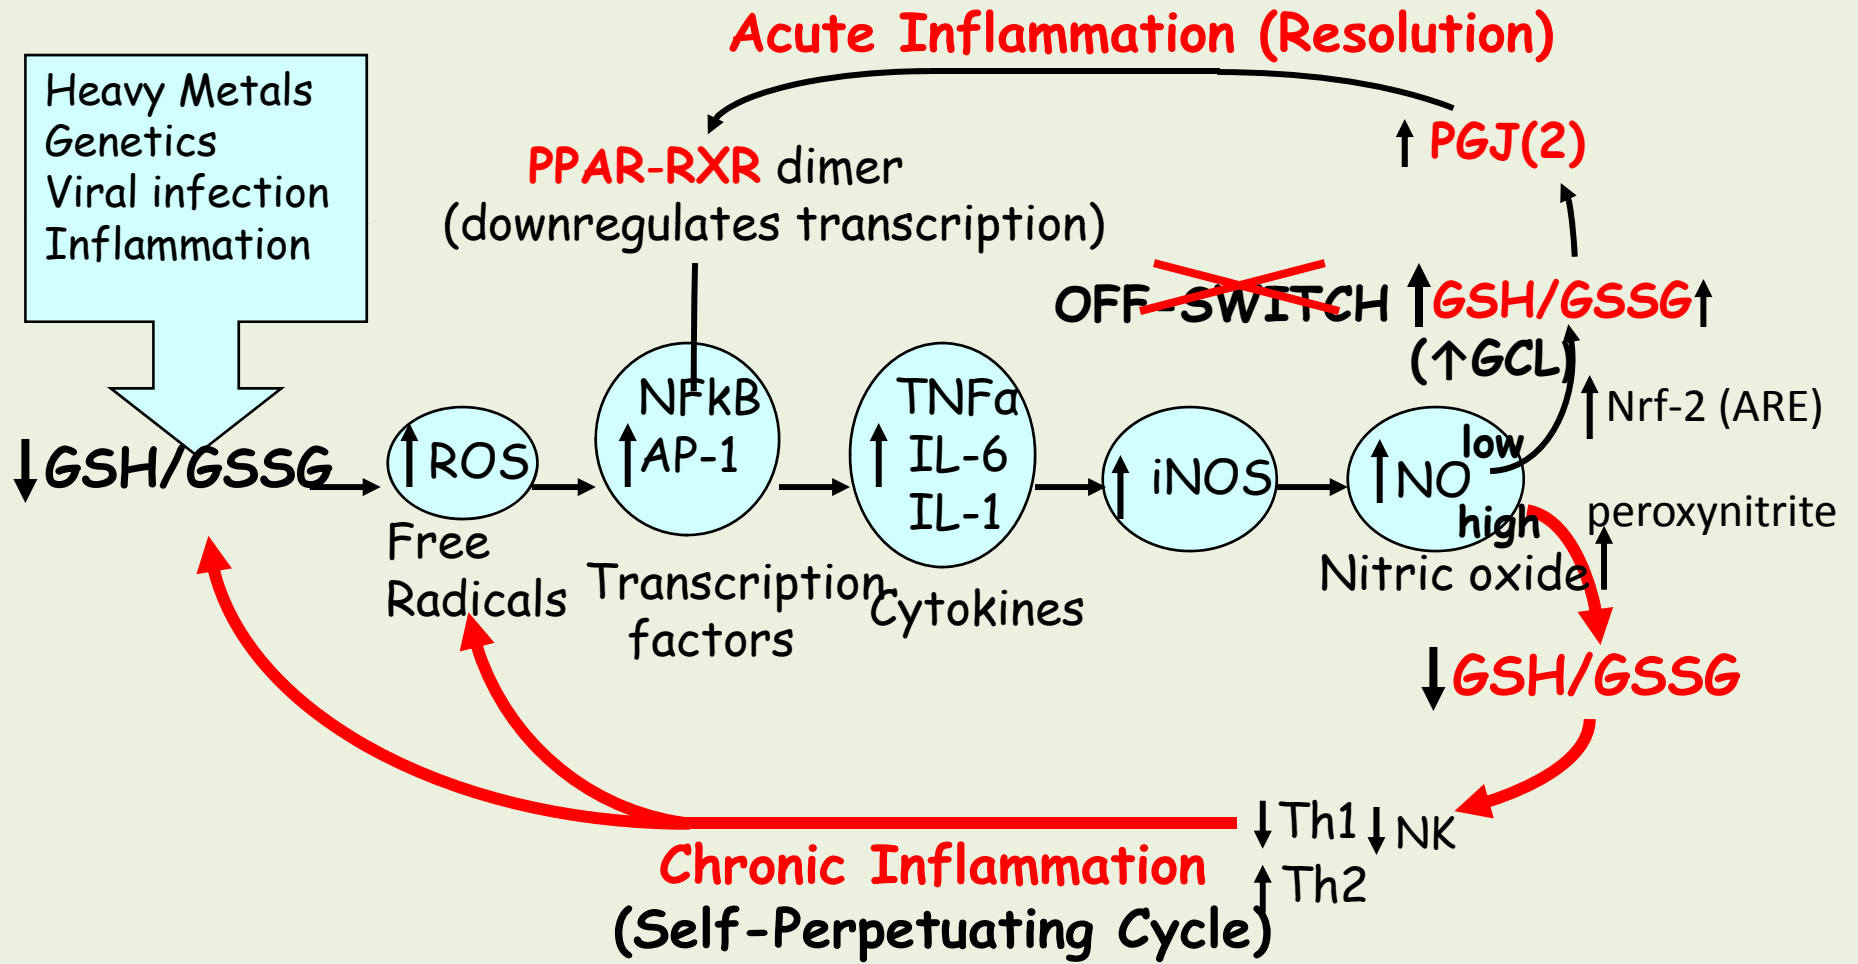 Acute Inflammation (Resolution)
Heavy Metals
Genetics
Viral infection
Inflammation
↑ PGJ(2)
PPAR-RXR dimer
(downregulates transcription)
OFF-SWITCH ↑GSH/GSSG↑
(↑GCL)
↑ Nrf-2 (ARE)
↓GSH/GSSG
↑ROS
Free
Radicals
NFkB
↑AP-1
Transcription
factors
TNFα
↑ IL-6
IL-1
Cytokines
↑ iNOS
↑NO
low
high
Nitric oxide
peroxynitrite
↑
↓GSH/GSSG
↓Th1 ↓NK
↑Th2
Chronic Inflammation
(Self-Perpetuating Cycle)